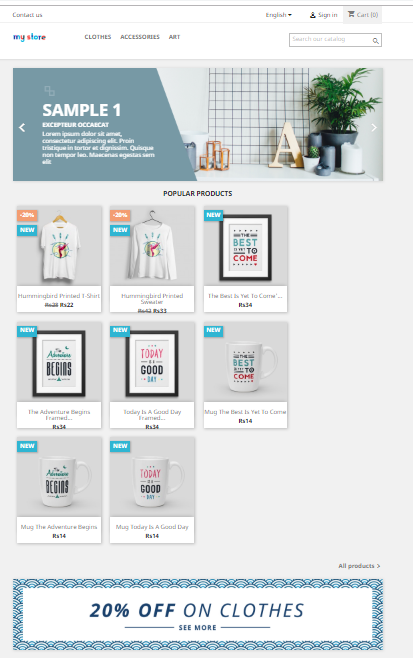 Contact us
English
Sign in
Cart (0)
my store
CLOTHES ACCESSORIES ART
Search our catalog
SAMPLE 1
EXCEPTEUR OCCAECAT
Lorem ipsum dolor sit amet,
consectetur adipiscing elit. Proin
tristique in tortor et dignissim. Quisque
non tempor leo. Maecenas egestas sem
elit
POPULAR PRODUCTS
-20%
NEW
Hummingbird Printed T-Shirt
Rs28 Rs22
-20%
NEW
Hummingbird Printed
Sweater
Rs42 Rs33
NEW
THE
BEST
IS YET TO
COME
The Best Is Yet To Come'...
Rs34
NEW
The
Adventure
BEGINS
The Adventure Begins
Framed...
Rs34
NEW
TODAY
IS A
GOOD
DAY
Today Is A Good Day
Framed...
Rs34
NEW
THE
BEST
IS YET TO
COME
Mug The Best Is Yet To Come
Rs14
NEW
The
Adventure
BEGINS
Mug The Adventure Begins
Rs14
NEW
TODAY
IS A
GOOD
DAY
Mug Today Is A Good Day
Rs14
All products >
20% OFF ON CLOTHES
SEE MORE